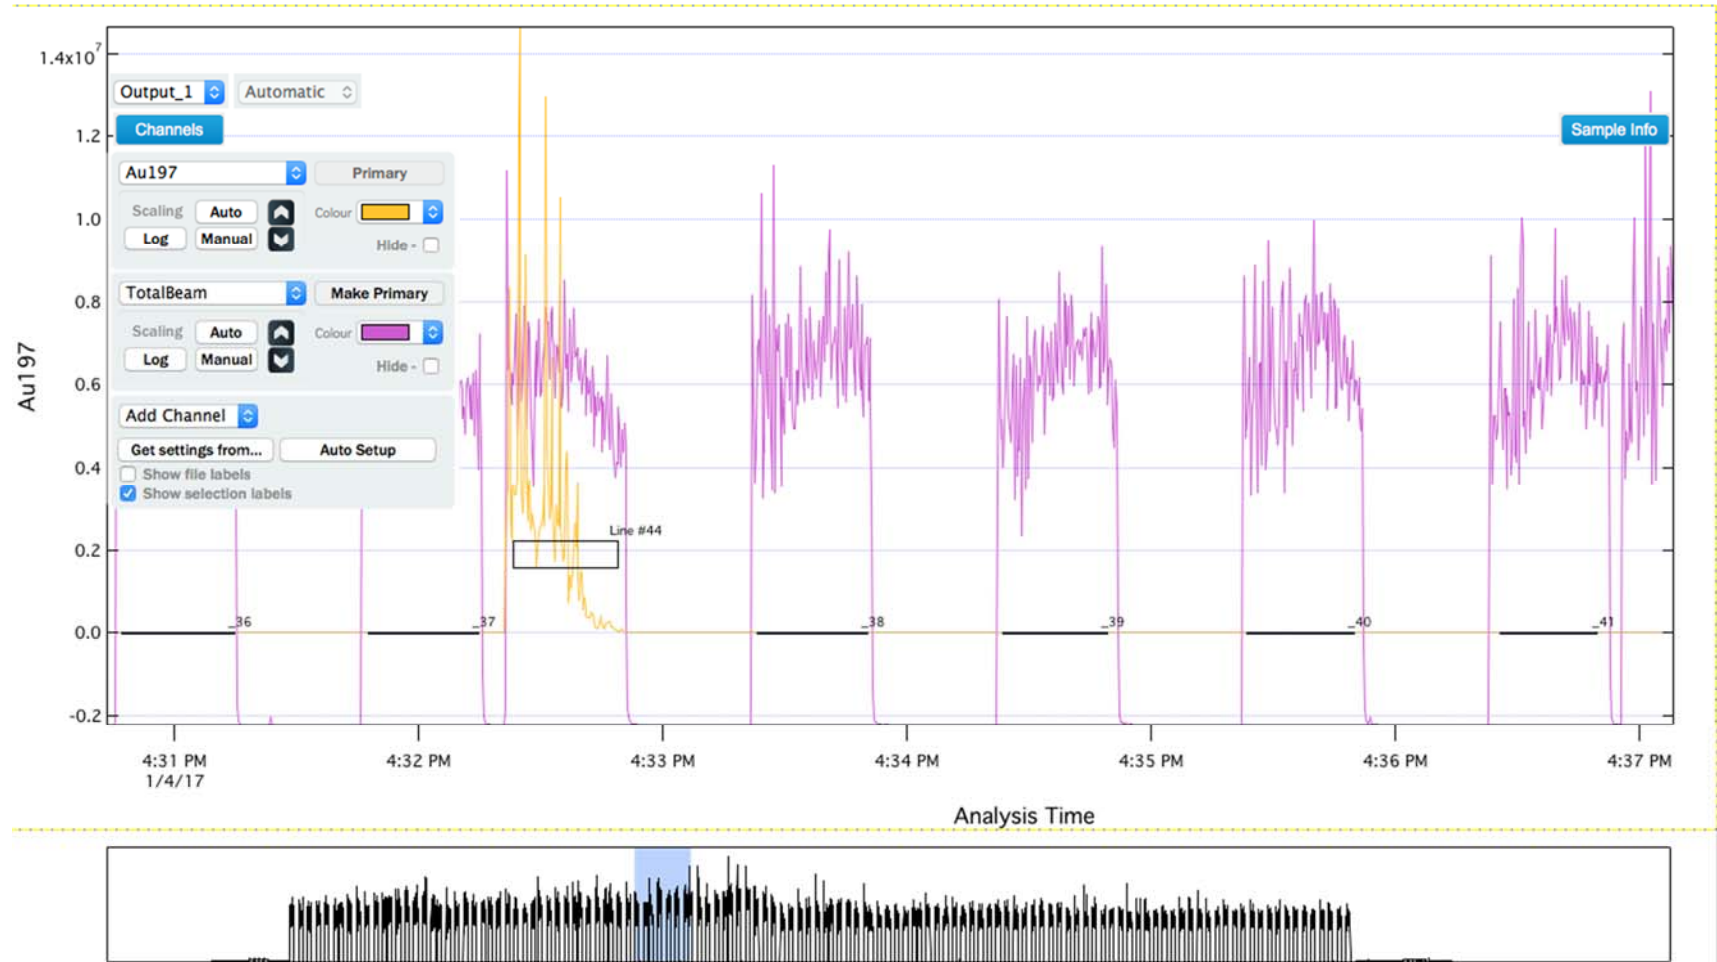 1.4x10^7
Output_1
Automatic
Channels
1.2
Sample Info
Au197
Primary
Scaling
Auto
Colour
1.0
Log
Manual
Hide -
TotalBeam
Make Primary
0.8
Scaling
Auto
Colour
Log
Manual
Hide -
Au197
0.6
Add Channel
Get settings from...
Auto Setup
0.4
Show file labels
Show selection labels
Line #44
0.2
_36
_37
_38
_39
_40
_41
0.0
-0.2
4:31 PM
4:32 PM
4:33 PM
4:34 PM
4:35 PM
4:36 PM
4:37 PM
1/4/17
Analysis Time